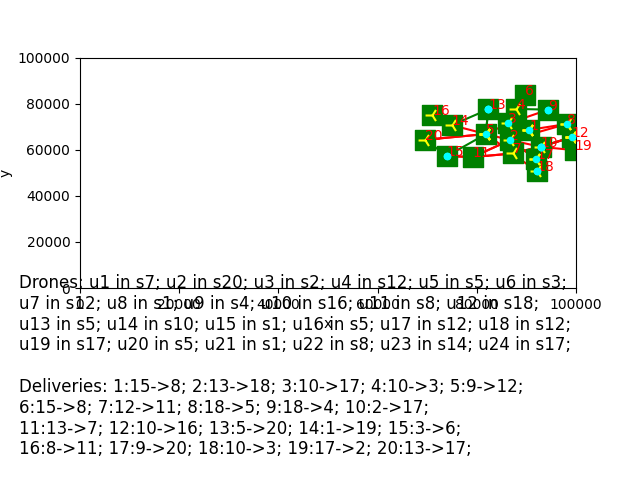 100000
80000
60000
40000
20000
0
y
0 20000 40000 60000 80000 100000
x
6
3
16
14
12
10
19
Drones: u1 in s7; u2 in s20; u3 in s2; u4 in s12; u5 in s5; u6 in s3;
u7 in s12; u8 in s1; u9 in s4; u10 in s16; u11 in s8; u12 in s18;
u13 in s5; u14 in s10; u15 in s1; u16 in s5; u17 in s12; u18 in s12;
u19 in s17; u20 in s5; u21 in s1; u22 in s8; u23 in s14; u24 in s17;
Deliveries: 1:15->8; 2:13->18; 3:10->17; 4:10->3; 5:9->12;
6:15->8; 7:12->11; 8:18->5; 9:18->4; 10:2->17;
11:13->7; 12:10->16; 13:5->20; 14:1->19; 15:3->6;
16:8->11; 17:9->20; 18:10->3; 19:17->2; 20:13->17;